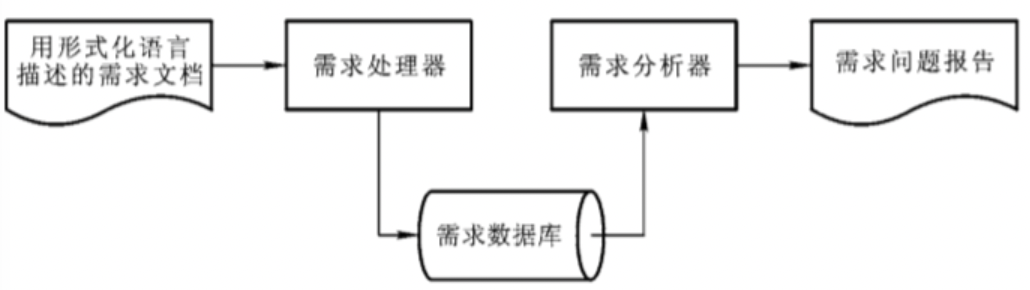 用形式化语言
描述的需求文档
需求处理器
需求分析器
需求问题报告
需求数据库